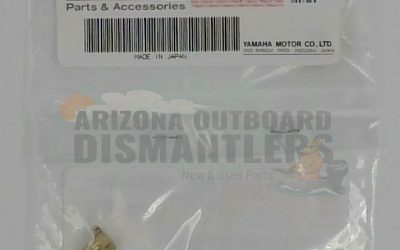 Parts & Accessories
MADE IN JAPAN
YAMAHA MOTOR CO., LTD.
ARIZONA OUTBOARD
DISMANTLERS
New & used Parts